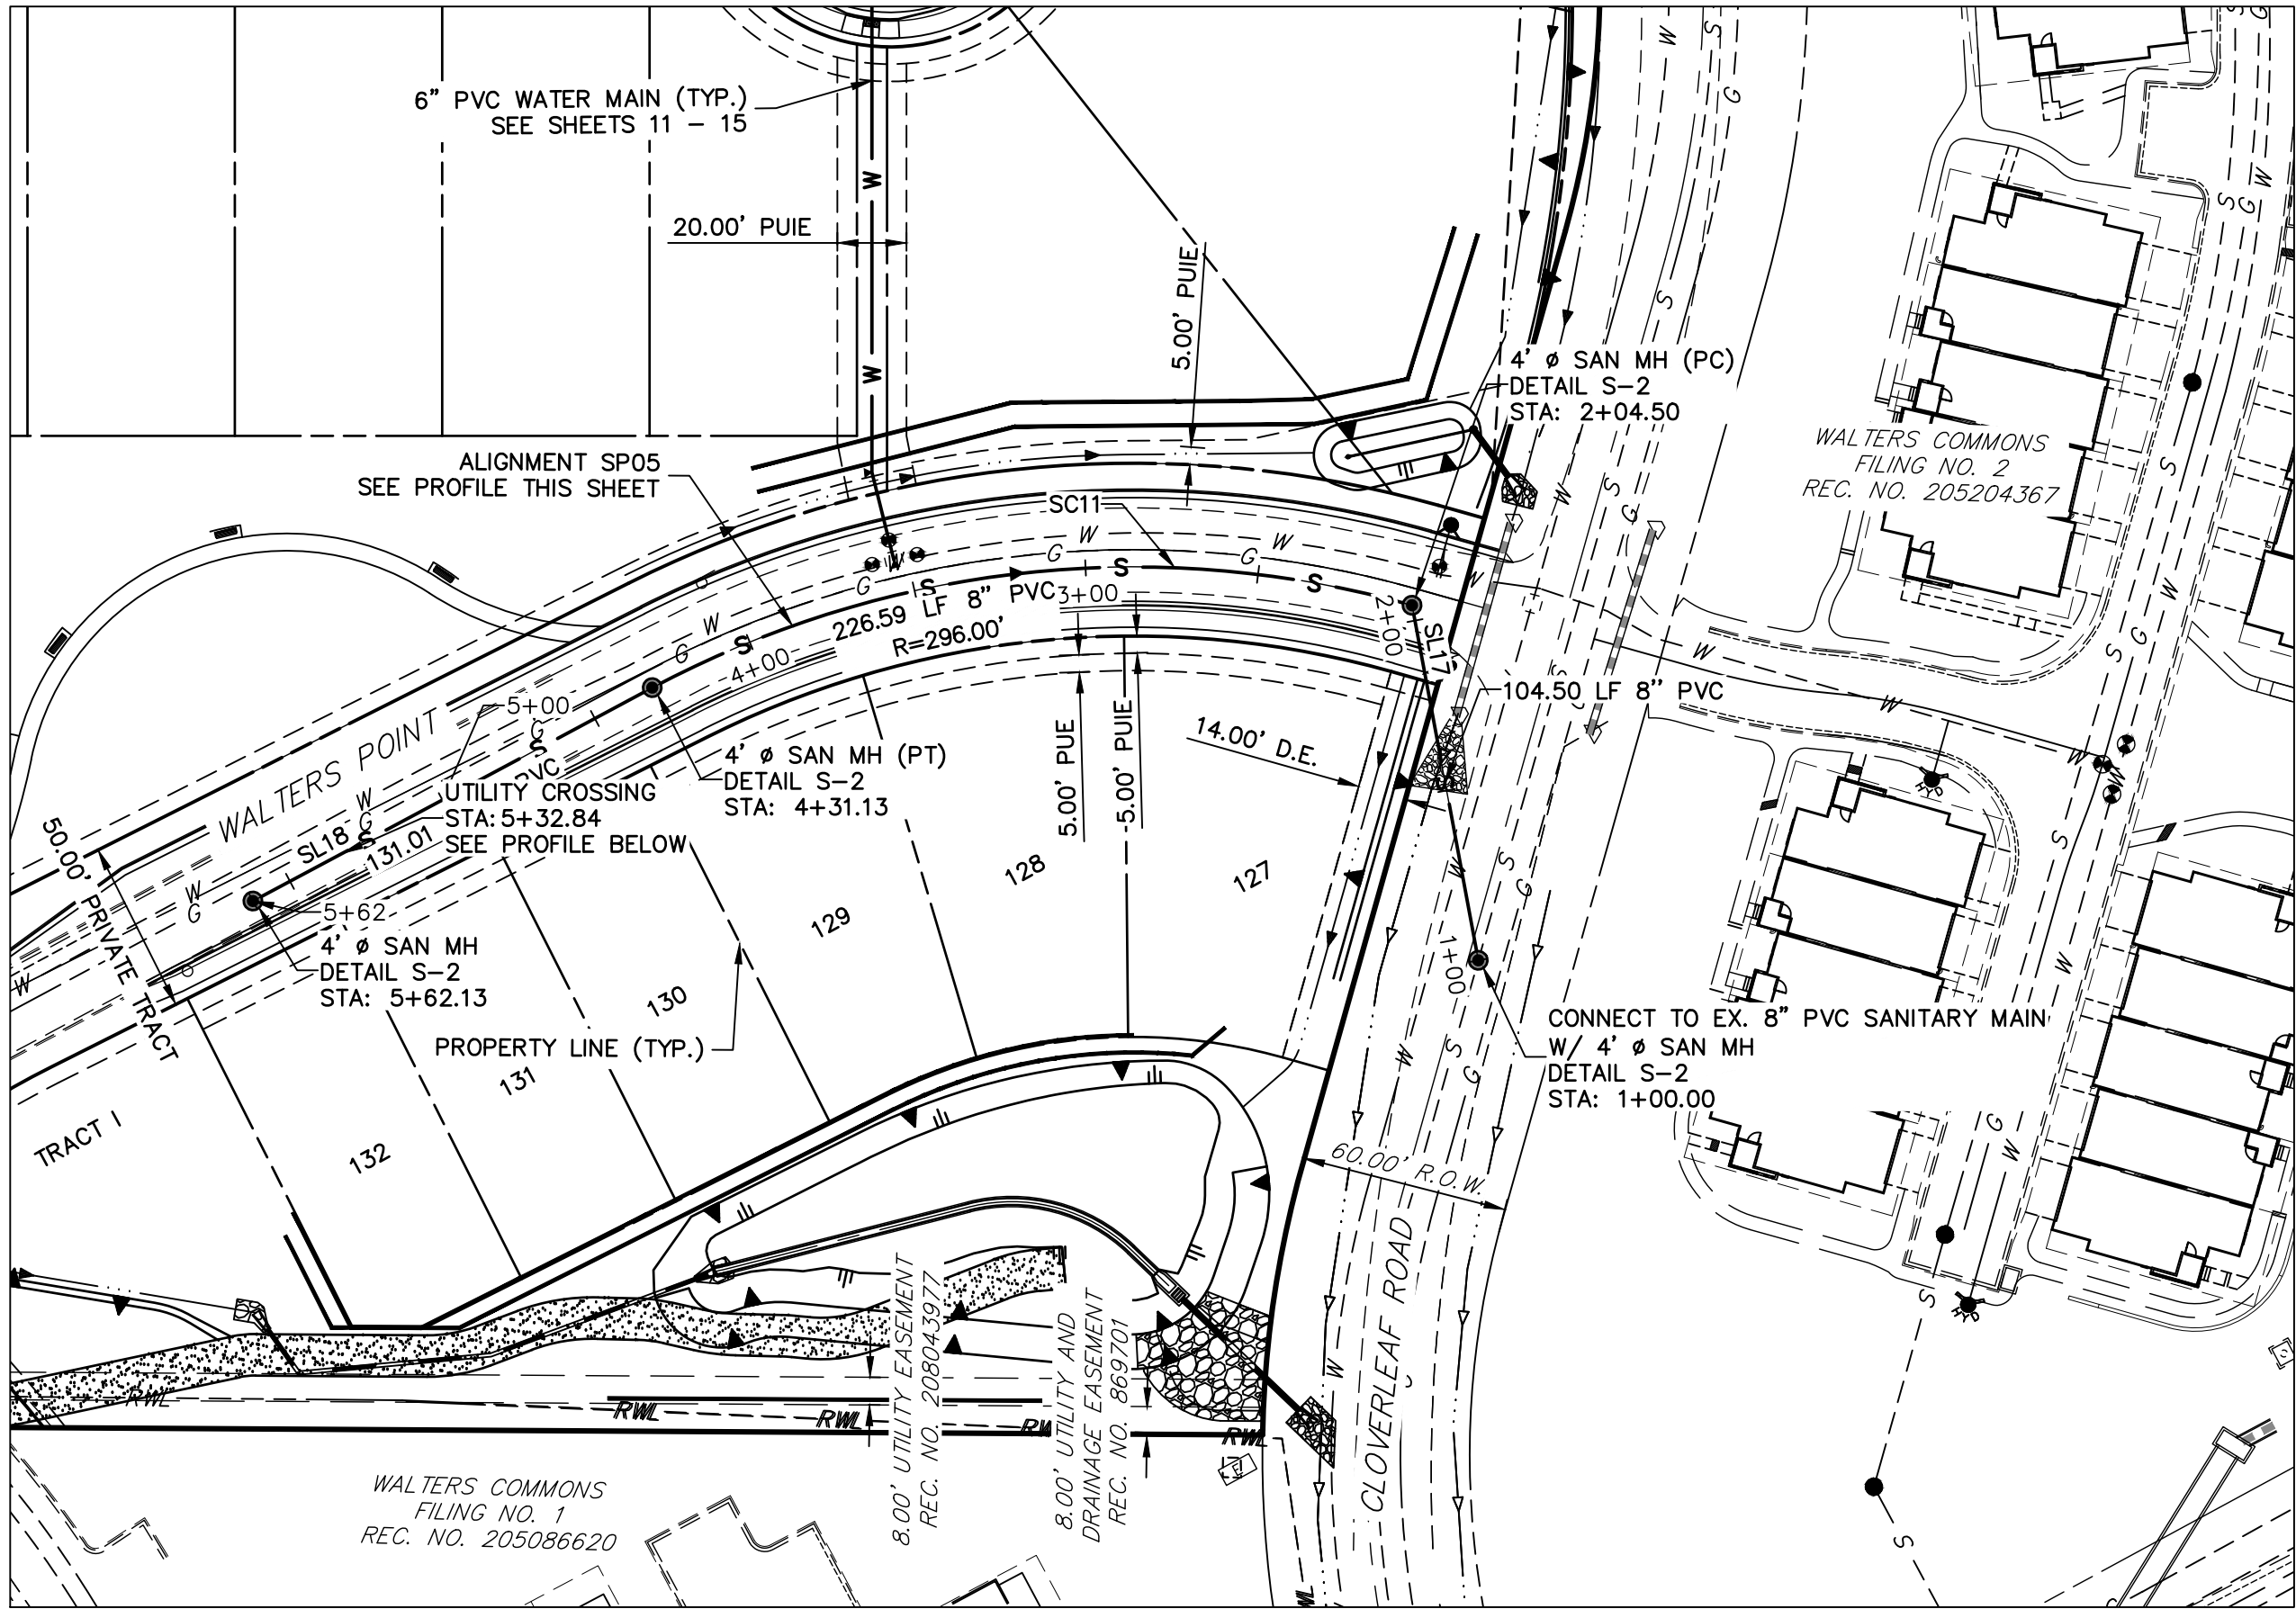 6" PVC WATER MAIN (TYP.)
SEE SHEETS 11 - 15
20.00' PUIE
5.00' PUIE
4' ø SAN MH (PC)
DETAIL S-2
STA: 2+04.50
WALTERS COMMONS
FILING NO. 2
REC. NO. 205204367
ALIGNMENT SP05
SEE PROFILE THIS SHEET
SC11
226.59 LF 8" PVC
R=296.00'
3+00
2+00
SL17
4+00
5+00
104.50 LF 8" PVC
WALTERS POINT
4' ø SAN MH (PT)
DETAIL S-2
STA: 4+31.13
5.00' PUE
5.00' PUIE
14.00' D.E.
PVC
UTILITY CROSSING
STA: 5+32.84
SEE PROFILE BELOW
SL18
131.01
50.00' PRIVATE TRACT
5+62
4' ø SAN MH
DETAIL S-2
STA: 5+62.13
128
127
129
130
131
132
1+00
PROPERTY LINE (TYP.)
CONNECT TO EX. 8" PVC SANITARY MAIN
W/ 4' ø SAN MH
DETAIL S-2
STA: 1+00.00
TRACT I
60.00' R.O.W.
CLOVERLEAF ROAD
8.00' UTILITY EASEMENT
REC. NO. 208043977
8.00' UTILITY AND
DRAINAGE EASEMENT
REC. NO. 869701
RWL
RWL
RWL
RWL
WALTERS COMMONS
FILING NO. 1
REC. NO. 205086620
HYD
HYD
W
S
G